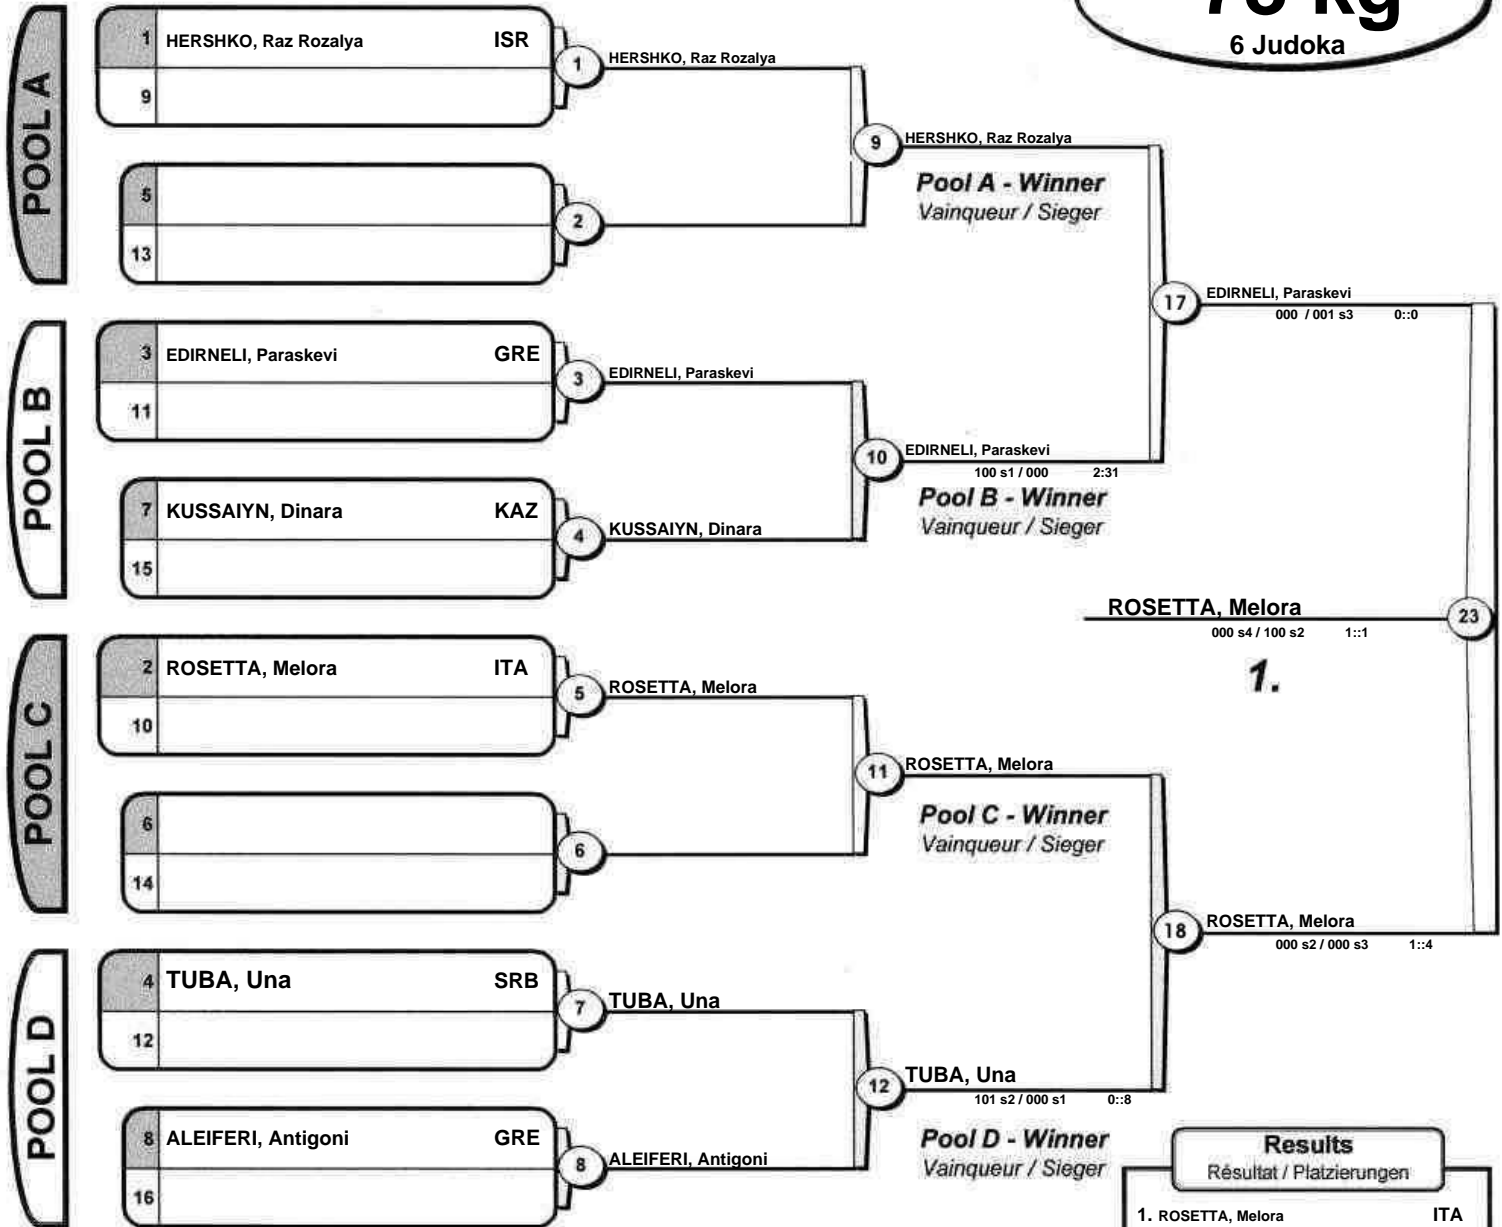 78 kg
6 Judoka
POOL A
1 HERSHKO, Raz Rozalya ISR
9
5
13
1 HERSHKO, Raz Rozalya
2
9 HERSHKO, Raz Rozalya
Pool A - Winner
Vainqueur / Sieger
POOL B
3 EDIRNELI, Paraskevi GRE
11
7 KUSSAIYN, Dinara KAZ
15
3 EDIRNELI, Paraskevi
4 KUSSAIYN, Dinara
10 EDIRNELI, Paraskevi
100 s1 / 000 2:31
Pool B - Winner
Vainqueur / Sieger
17 EDIRNELI, Paraskevi
000 / 001 s3 0::0
ROSETTA, Melora 23
000 s4 / 100 s2 1::1
1.
POOL C
2 ROSETTA, Melora ITA
10
6
14
5 ROSETTA, Melora
6
11 ROSETTA, Melora
Pool C - Winner
Vainqueur / Sieger
18 ROSETTA, Melora
000 s2 / 000 s3 1::4
POOL D
4 TUBA, Una SRB
12
8 ALEIFERI, Antigoni GRE
16
7 TUBA, Una
8 ALEIFERI, Antigoni
12 TUBA, Una
101 s2 / 000 s1 0::8
Pool D - Winner
Vainqueur / Sieger
Results
Résultat / Platzierungen
1. ROSETTA, Melora ITA